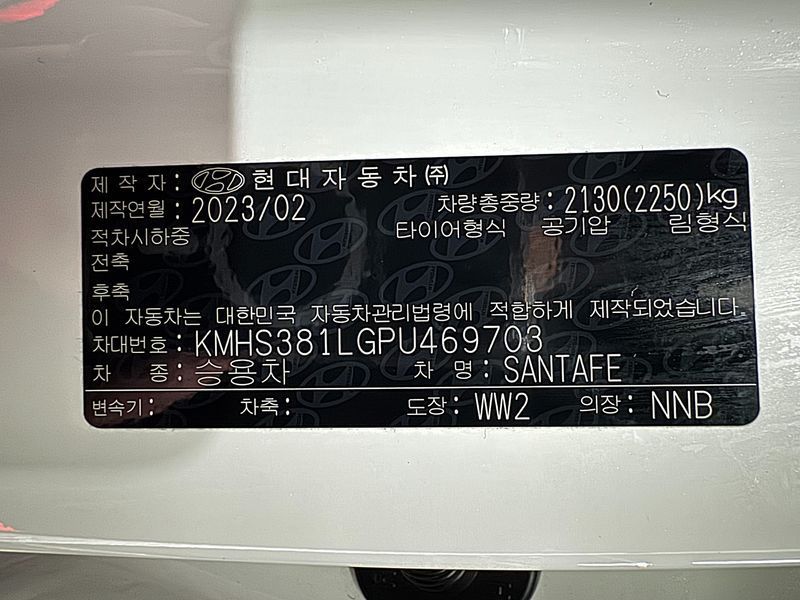 제 작 자 : 현 대 자 동 차 ㈜
제작연월 : 2023/02 차량총중량 : 2130(2250)kg
적차시하중 타이어형식 공기압 림형식
전축
후축
이 자동차는 대한민국 자동차관리법령에 적합하게 제작되었습니다.
차대번호 : KMHS381LGPU469703
차 종 : 승용차 차 명 : SANTAFE
변속기 : 차축 : 도장 : WW2 의장 : NNB